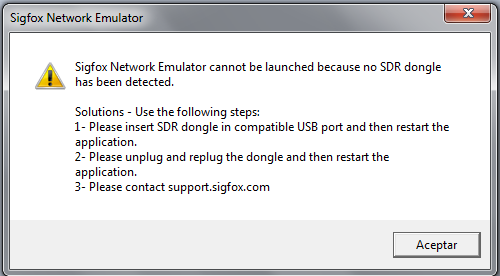 Sigfox Network Emulator
Sigfox Network Emulator cannot be launched because no SDR dongle
has been detected.
Solutions - Use the following steps:
1- Please insert SDR dongle in compatible USB port and then restart the
application.
2- Please unplug and replug the dongle and then restart the
application.
3- Please contact support.sigfox.com
Aceptar